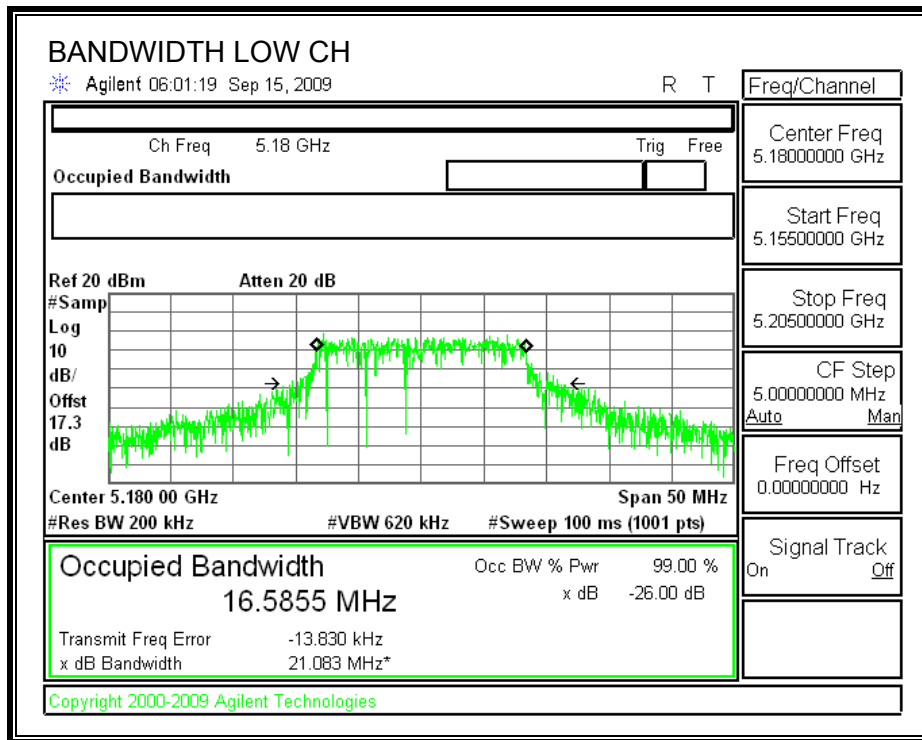 BANDWIDTH LOW CH
Agilent 06:01:19 Sep 15, 2009 R T
Freq/Channel
Ch Freq 5.18 GHz Trig Free
Occupied Bandwidth
Center Freq
5.18000000 GHz
Start Freq
5.15500000 GHz
Stop Freq
5.20500000 GHz
CF Step
5.00000000 MHz
Auto Man
Freq Offset
0.00000000 Hz
Signal Track
On Off
Ref 20 dBm Atten 20 dB
#Samp
Log
10
dB/
Offst
17.3
dB
Center 5.180 00 GHz Span 50 MHz
#Res BW 200 kHz #VBW 620 kHz #Sweep 100 ms (1001 pts)
Occupied Bandwidth
16.5855 MHz
Occ BW % Pwr 99.00 %
x dB -26.00 dB
Transmit Freq Error -13.830 kHz
x dB Bandwidth 21.083 MHz*
Copyright 2000-2009 Agilent Technologies